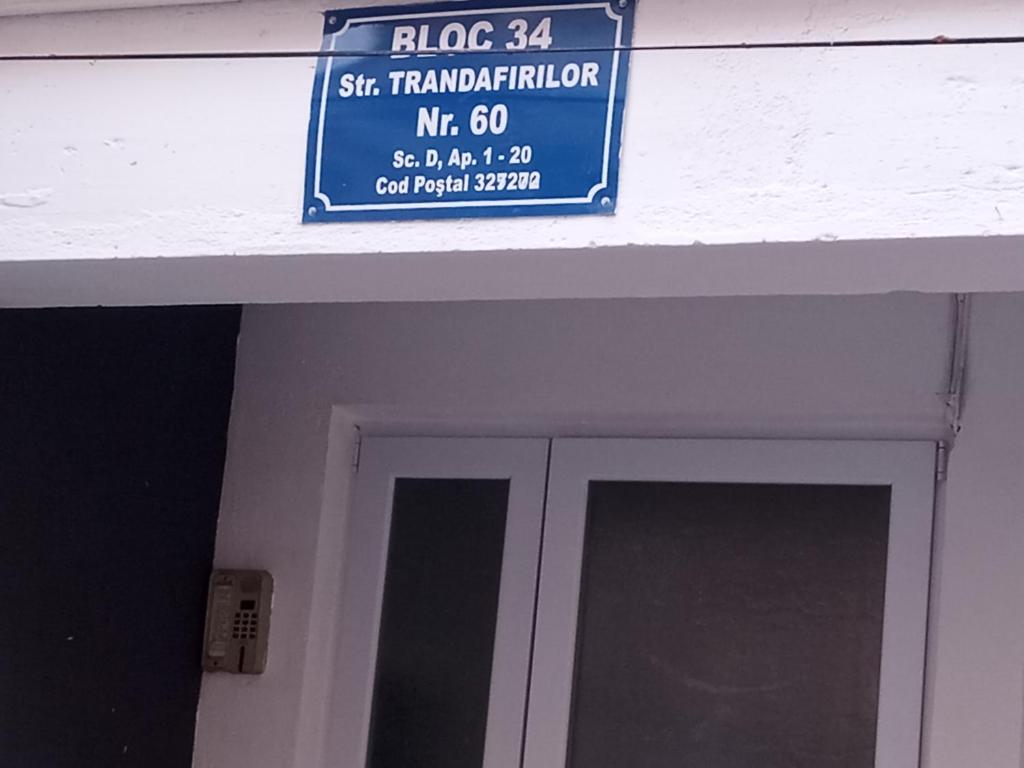 BLOC 34
Str. TRANDAFIRILOR
Nr. 60
Sc. D, Ap. 1 - 20
Cod Poştal